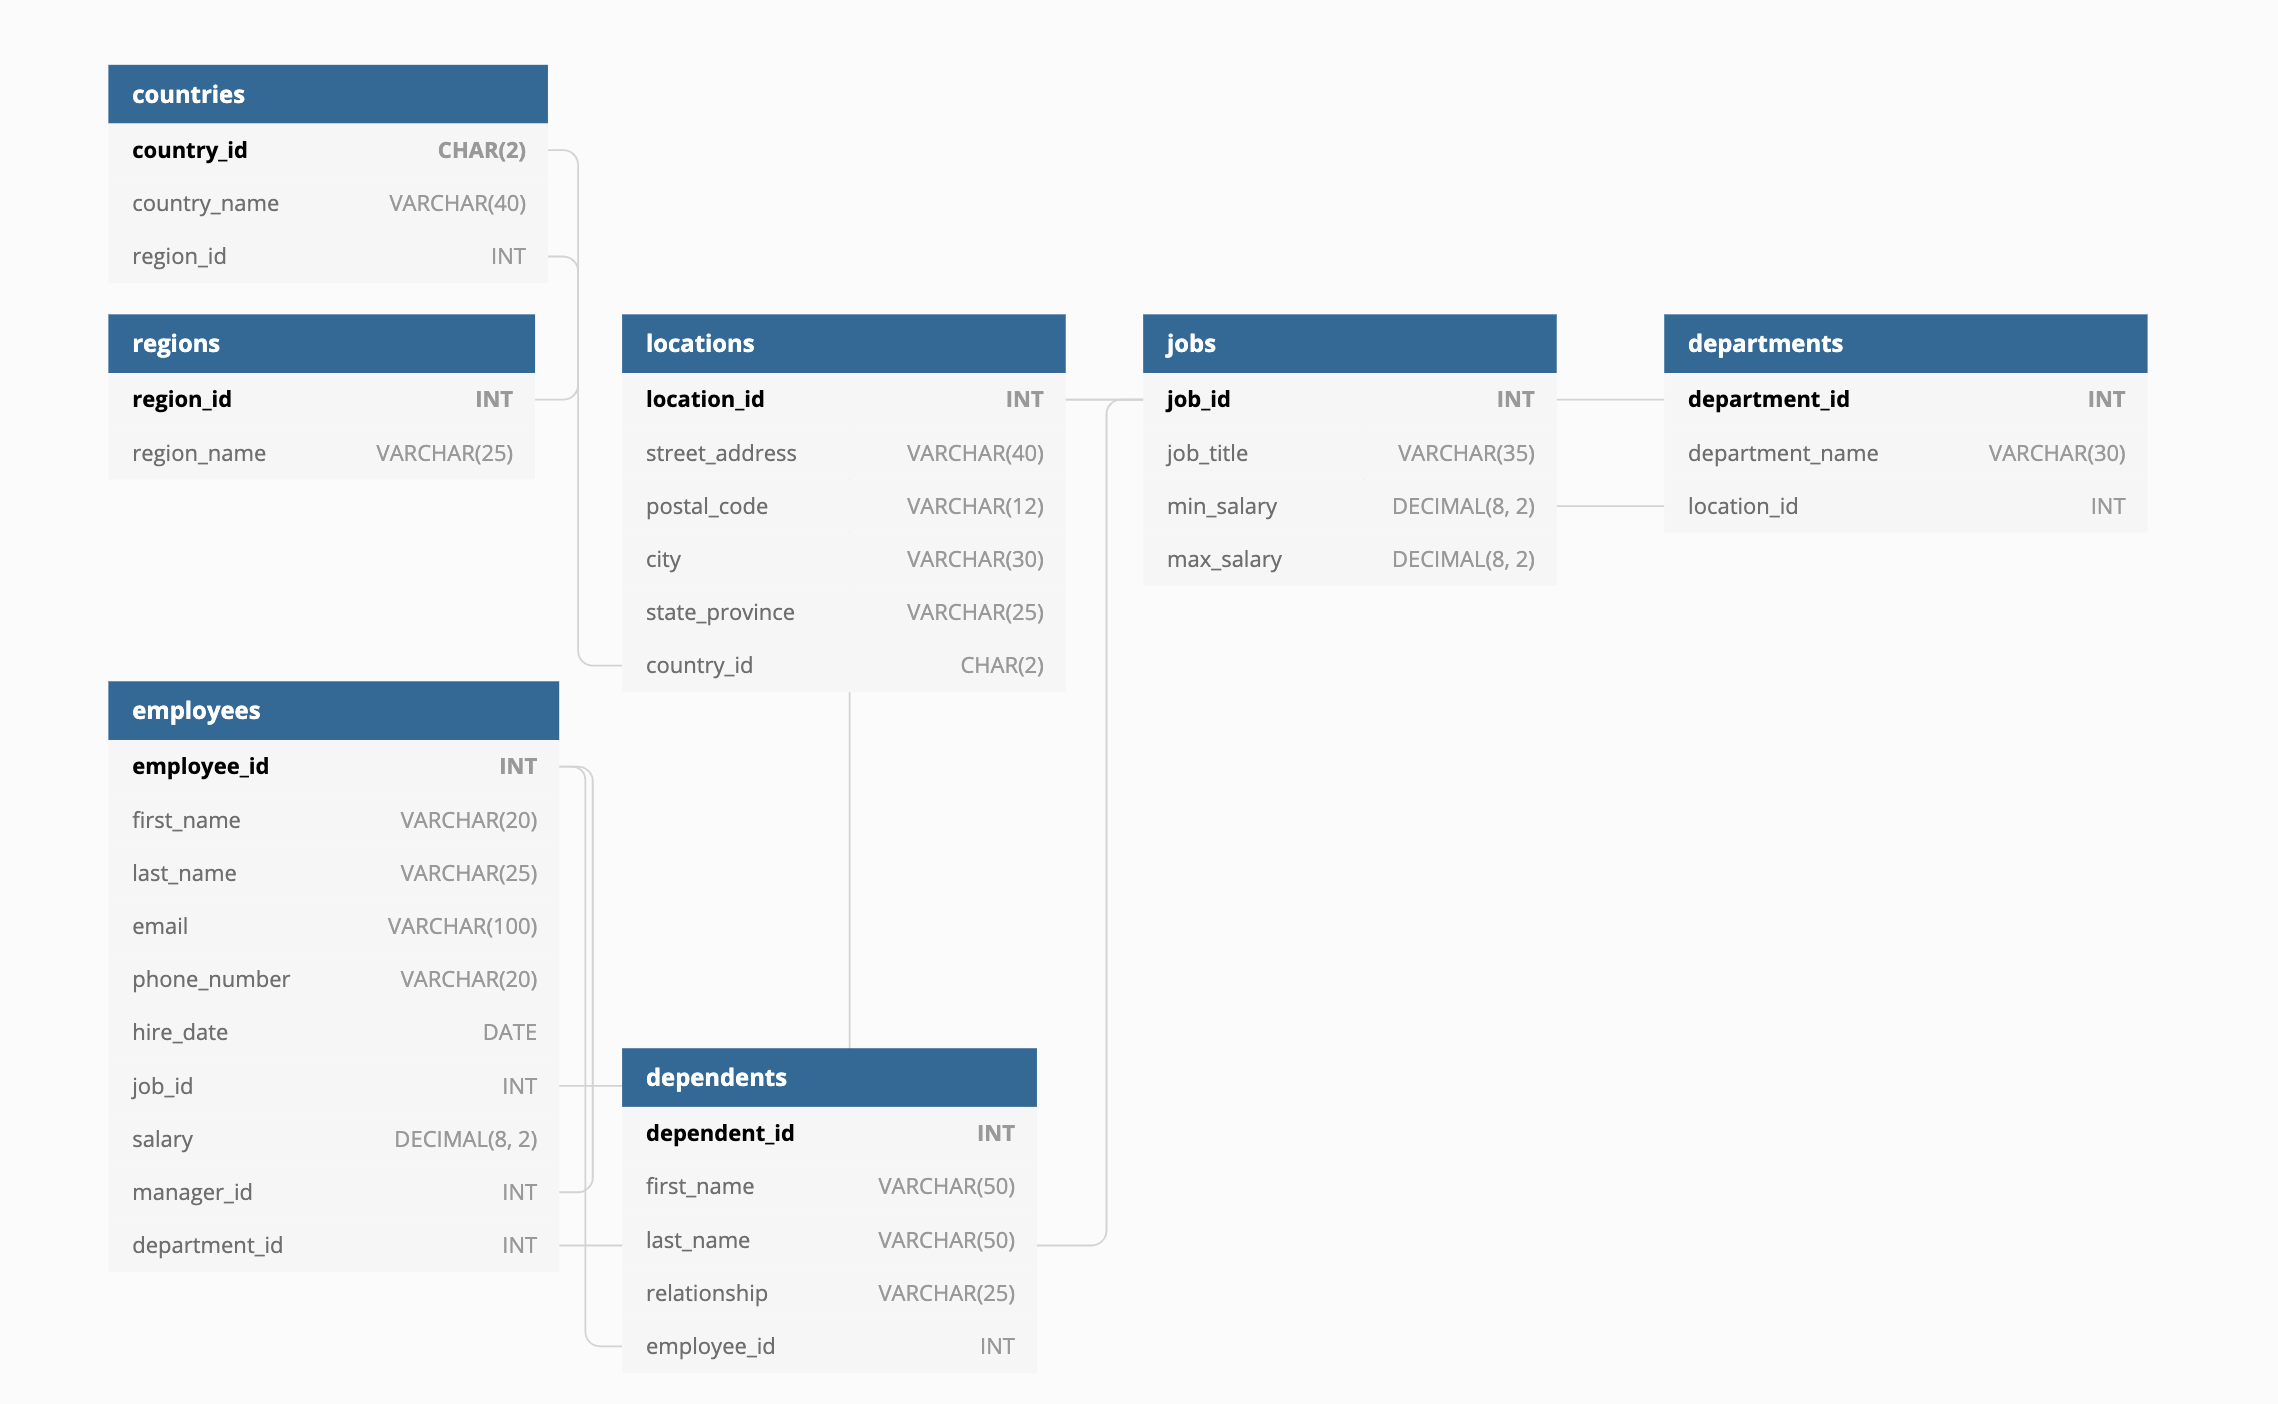 countries
country_id CHAR(2)
country_name VARCHAR(40)
region_id INT
regions
region_id INT
region_name VARCHAR(25)
locations
location_id INT
street_address VARCHAR(40)
postal_code VARCHAR(12)
city VARCHAR(30)
state_province VARCHAR(25)
country_id CHAR(2)
jobs
job_id INT
job_title VARCHAR(35)
min_salary DECIMAL(8, 2)
max_salary DECIMAL(8, 2)
departments
department_id INT
department_name VARCHAR(30)
location_id INT
employees
employee_id INT
first_name VARCHAR(20)
last_name VARCHAR(25)
email VARCHAR(100)
phone_number VARCHAR(20)
hire_date DATE
job_id INT
salary DECIMAL(8, 2)
manager_id INT
department_id INT
dependents
dependent_id INT
first_name VARCHAR(50)
last_name VARCHAR(50)
relationship VARCHAR(25)
employee_id INT